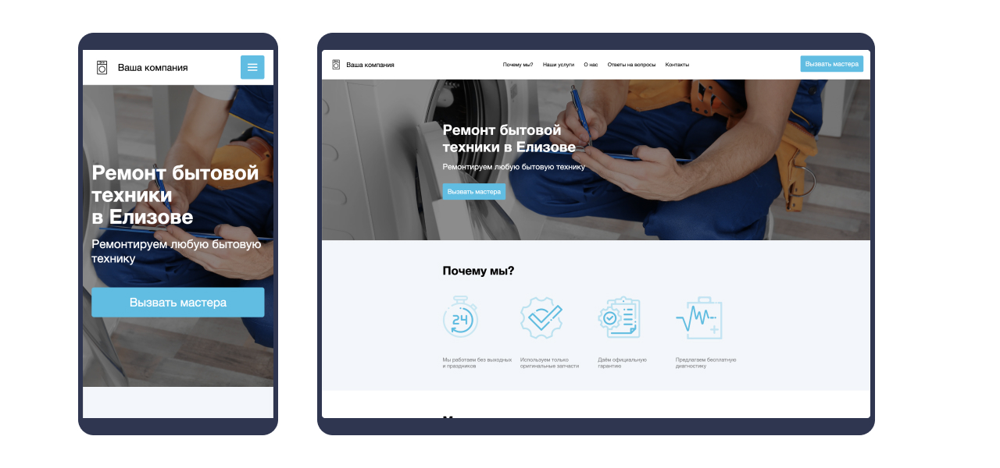 Ваша компания
Ремонт бытовой
техники
в Елизове
Ремонтируем любую бытовую
технику
Вызвать мастера
Ваша компания
Почему мы?
Наши услуги
О нас
Ответы на вопросы
Контакты
Вызвать мастера
Ремонт бытовой
техники в Елизове
Ремонтируем любую бытовую технику
Вызвать мастера
Почему мы?
24
Мы работаем без выходных
и праздников
Используем только
оригинальные запчасти
Даём официальную
гарантию
Предлагаем бесплатную
диагностику